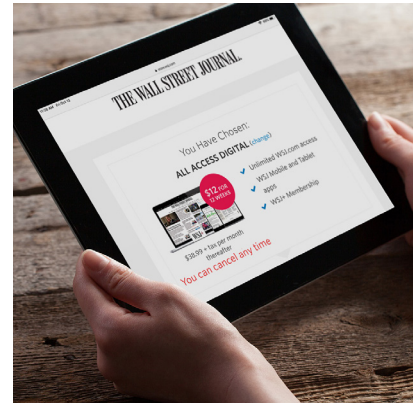 THE WALL STREET JOURNAL.
You Have Chosen:
ALL ACCESS DIGITAL (change)
$12 FOR
12 WEEKS
$38.99 + tax per month
thereafter
Unlimited WSJ.com access
WSJ Mobile and Tablet
apps
WSJ+ Membership
You can cancel any time